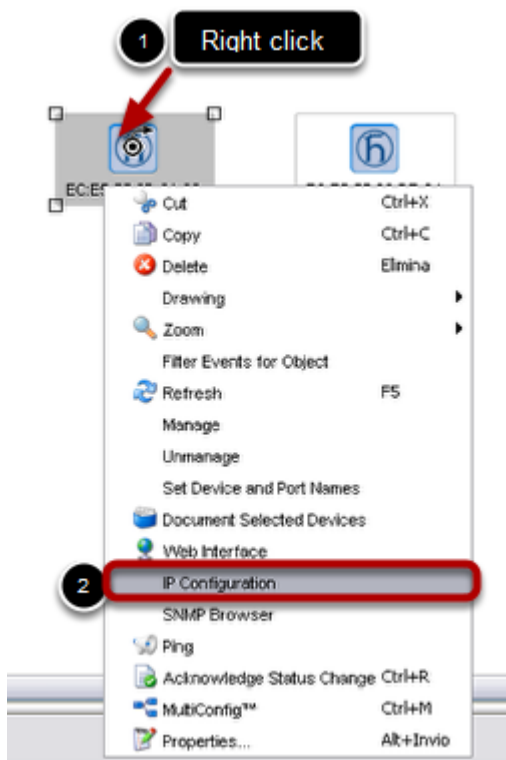 1 Right click
EC:E5
Cut Ctrl+X
Copy Ctrl+C
Delete Elimina
Drawing
Zoom
Filter Events for Object
Refresh F5
Manage
Unmanage
Set Device and Port Names
Document Selected Devices
Web Interface
2 IP Configuration
SNMP Browser
Ping
Acknowledge Status Change Ctrl+R
MultiConfig™ Ctrl+M
Properties... Alt+Invio